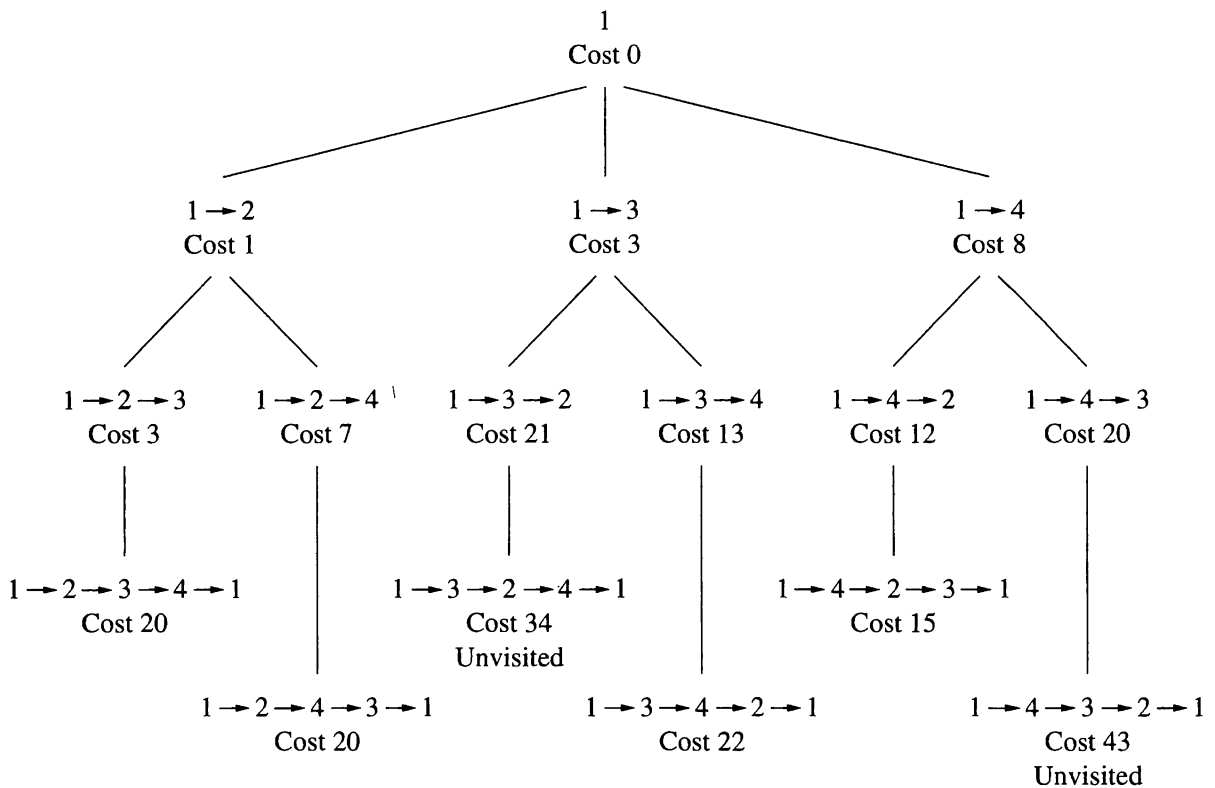 1
Cost 0
1 → 2
Cost 1
1 → 3
Cost 3
1 → 4
Cost 8
1 → 2 → 3
Cost 3
1 → 2 → 4
Cost 7
1 → 3 → 2
Cost 21
1 → 3 → 4
Cost 13
1 → 4 → 2
Cost 12
1 → 4 → 3
Cost 20
1 → 2 → 3 → 4 → 1
Cost 20
1 → 3 → 2 → 4 → 1
Cost 34
Unvisited
1 → 4 → 2 → 3 → 1
Cost 15
1 → 2 → 4 → 3 → 1
Cost 20
1 → 3 → 4 → 2 → 1
Cost 22
1 → 4 → 3 → 2 → 1
Cost 43
Unvisited